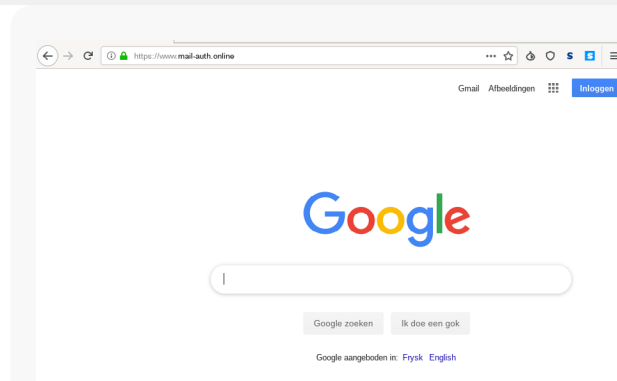 https://www.mail-auth.online
Gmail Afbeeldingen Inloggen
Google
Google zoeken Ik doe een gok
Google aangeboden in: Frysk English